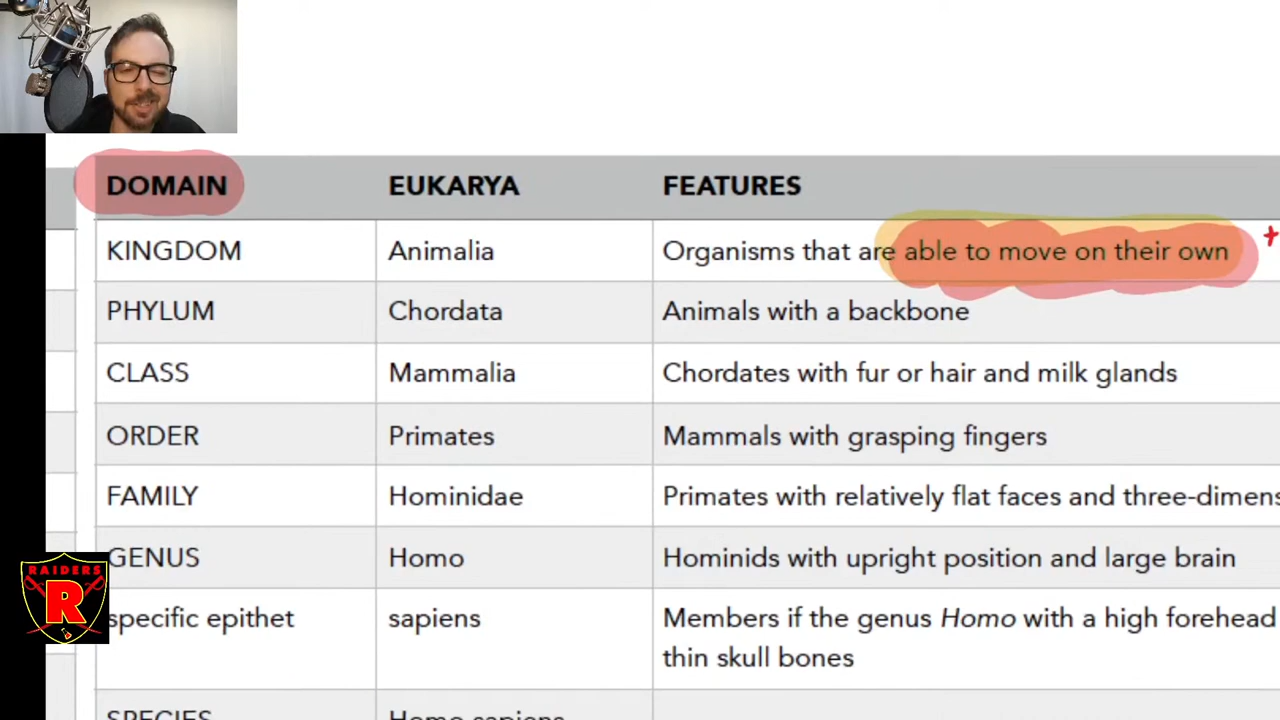 DOMAIN EUKARYA FEATURES
KINGDOM Animalia Organisms that are able to move on their own +
PHYLUM Chordata Animals with a backbone
CLASS Mammalia Chordates with fur or hair and milk glands
ORDER Primates Mammals with grasping fingers
FAMILY Hominidae Primates with relatively flat faces and
GENUS Homo Hominids with upright position and large brain
specific epithet sapiens Members if the genus Homo with a high forehead
thin skull bones
SPECIES Homo sapiens
RAIDERS
R